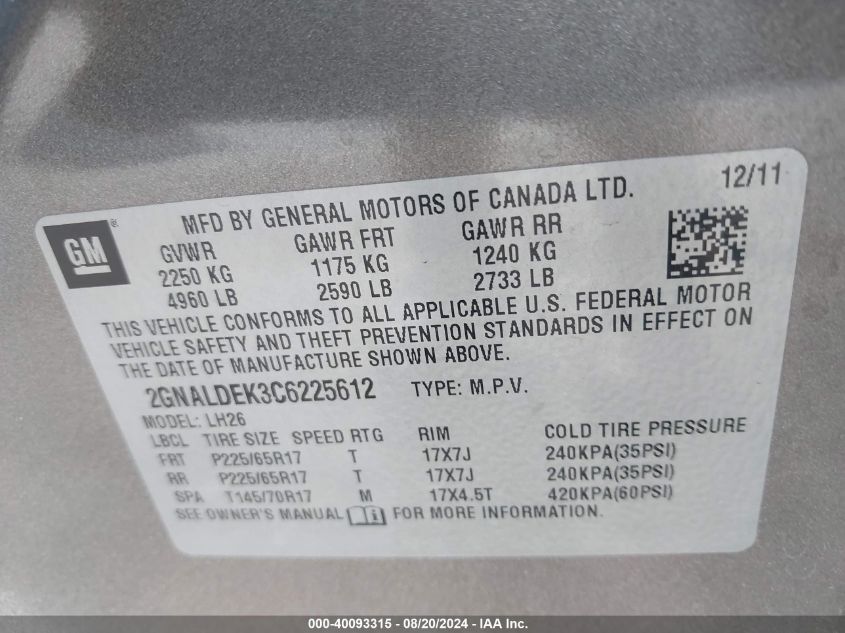 MFD BY GENERAL MOTORS OF CANADA LTD. 12/11
GM ®
GVWR GAWR FRT GAWR RR
2250 KG 1175 KG 1240 KG
4960 LB 2590 LB 2733 LB
THIS VEHICLE CONFORMS TO ALL APPLICABLE U.S. FEDERAL MOTOR
VEHICLE SAFETY AND THEFT PREVENTION STANDARDS IN EFFECT ON
THE DATE OF MANUFACTURE SHOWN ABOVE.
2GNALDEK3C6225612 TYPE: M.P.V.
MODEL: LH26
LBCL TIRE SIZE SPEED RTG RIM COLD TIRE PRESSURE
FRT P225/65R17 T 17X7J 240KPA(35PSI)
RR P225/65R17 T 17X7J 240KPA(35PSI)
SPA T145/70R17 M 17X4.5T 420KPA(60PSI)
SEE OWNER'S MANUAL FOR MORE INFORMATION.
000-40093315 - 08/20/2024 - IAA Inc.